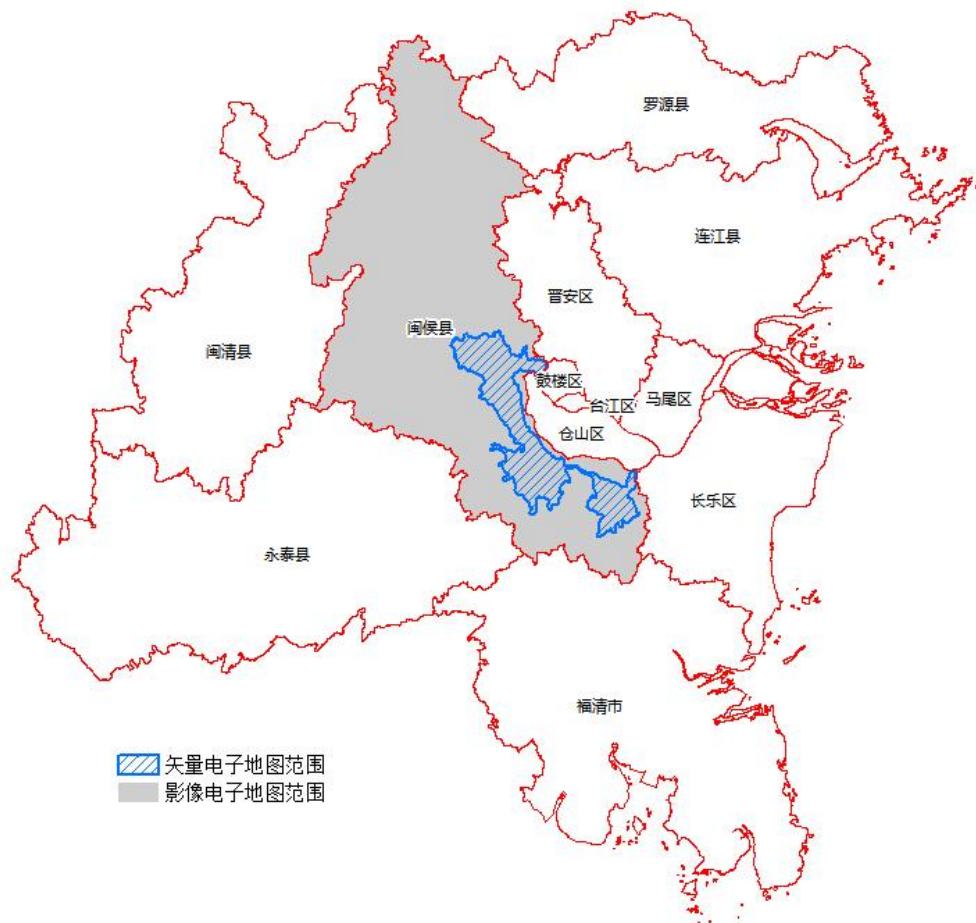 罗源县
连江县
晋安区
闽侯县
闽清县
鼓楼区
马尾区
台江区
仓山区
长乐区
永泰县
福清市
矢量电子地图范围
影像电子地图范围